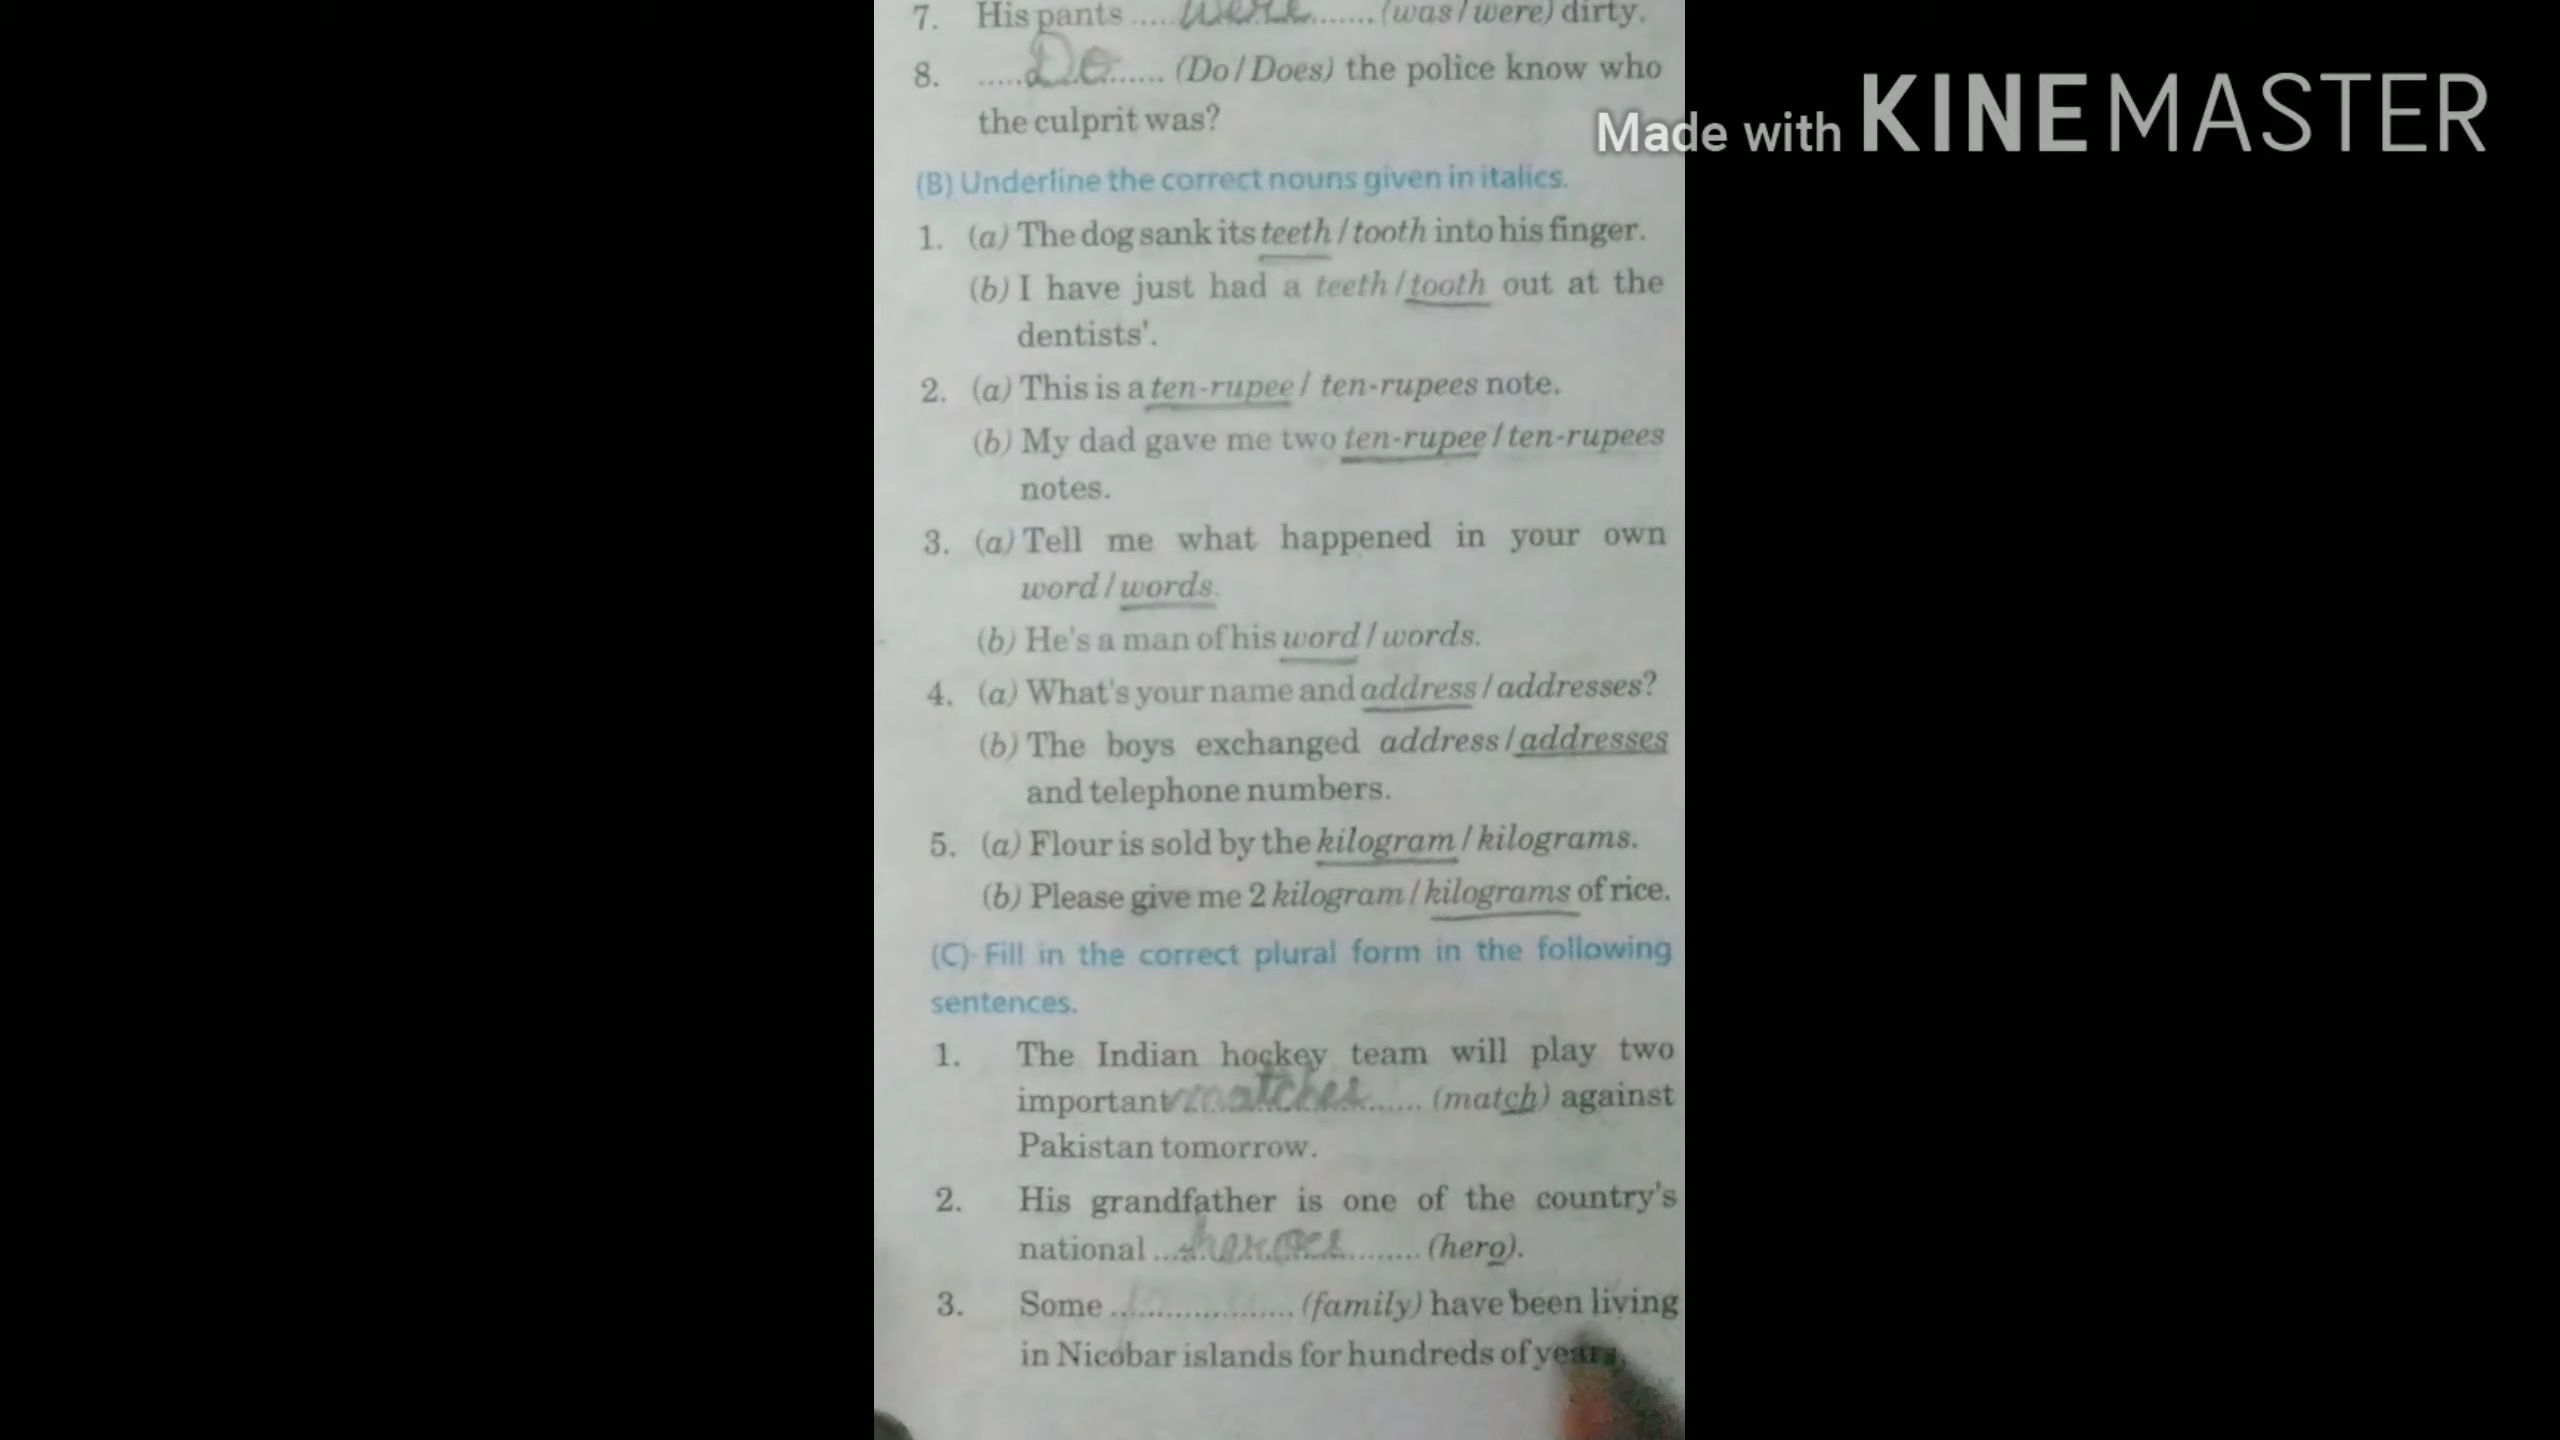 7. His pants ..... were ....... (was / were) dirty.
8. ..... Do ....... (Do / Does) the police know who
the culprit was?
Made with KINEMASTER
(B) Underline the correct nouns given in italics.
1. (a) The dog sank its teeth / tooth into his finger.
(b) I have just had a teeth / tooth out at the
dentists'.
2. (a) This is a ten-rupee / ten-rupees note.
(b) My dad gave me two ten-rupee / ten-rupees
notes.
3. (a) Tell me what happened in your own
word / words.
(b) He's a man of his word / words.
4. (a) What's your name and address / addresses?
(b) The boys exchanged address / addresses
and telephone numbers.
5. (a) Flour is sold by the kilogram / kilograms.
(b) Please give me 2 kilogram / kilograms of rice.
(C) Fill in the correct plural form in the following
sentences.
1. The Indian hockey team will play two
important matches ....... (match) against
Pakistan tomorrow.
2. His grandfather is one of the country's
national ... heroes ........ (hero).
3. Some ..................... (family) have been living
in Nicobar islands for hundreds of years.